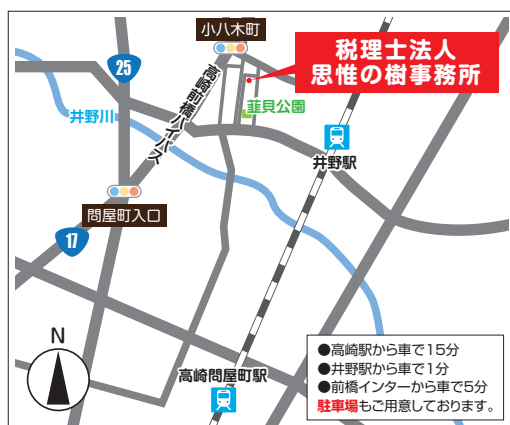 小八木町
税理士法人
思惟の樹事務所
25
高崎前橋バイパス
韮貝公園
井野川
井野駅
問屋町入口
17
N
高崎問屋町駅
●高崎駅から車で15分
●井野駅から車で1分
●前橋インターから車で5分
駐車場もご用意しております。